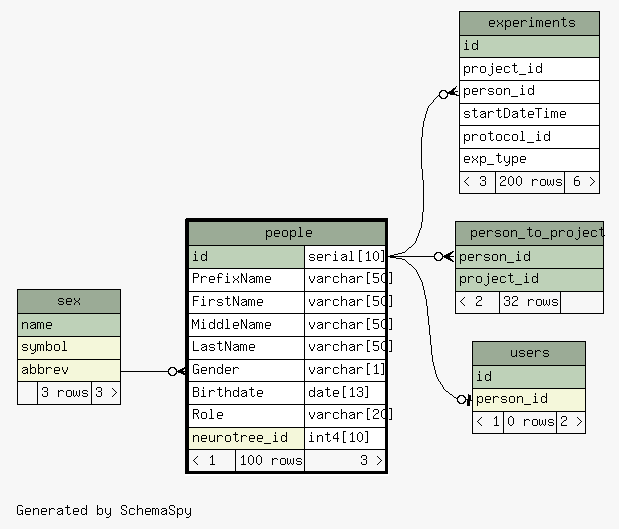 experiments
id
project_id
person_id
startDateTime
protocol_id
exp_type
< 3 200 rows 6 >
people
id serial[10]
PrefixName varchar[50]
FirstName varchar[50]
MiddleName varchar[50]
LastName varchar[50]
Gender varchar[1]
Birthdate date[13]
Role varchar[20]
neurotree_id int4[10]
< 1 100 rows 3 >
person_to_project
person_id
project_id
< 2 32 rows
sex
name
symbol
abbrev
3 rows 3 >
users
id
person_id
< 1 0 rows 2 >
Generated by SchemaSpy